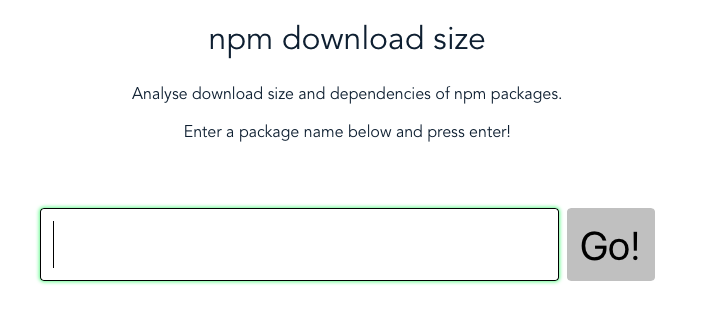 npm download size
Analyse download size and dependencies of npm packages.
Enter a package name below and press enter!
Go!